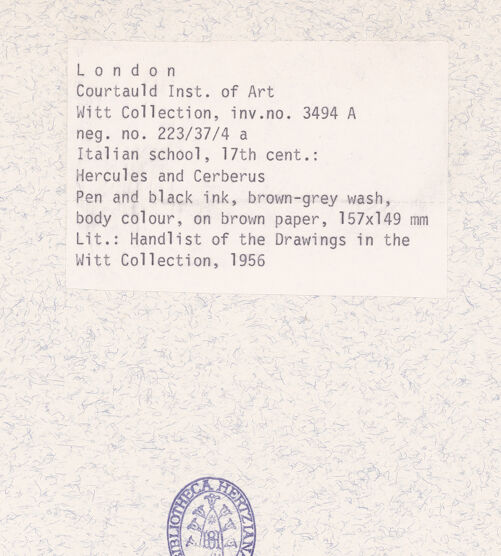 L o n d o n
Courtauld Inst. of Art
Witt Collection, inv.no. 3494 A
neg. no. 223/37/4 a
Italian school, 17th cent.:
Hercules and Cerberus
Pen and black ink, brown-grey wash,
body colour, on brown paper, 157x149 mm
Lit.: Handlist of the Drawings in the
Witt Collection, 1956
BIBLIOTHECA HERTZIANA